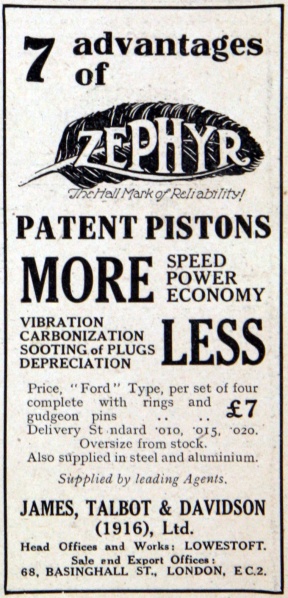 7 advantages
of
ZEPHYR
The Hall Mark of Reliability!
PATENT PISTONS
MORE SPEED
POWER
ECONOMY
VIBRATION
CARBONIZATION
SOOTING of PLUGS
DEPRECIATION
LESS
Price, "Ford" Type, per set of four
complete with rings and
gudgeon pins .. .. £7
Delivery St ndard ·010, ·015, ·020.
Oversize from stock.
Also supplied in steel and aluminium.
Supplied by leading Agents.
JAMES, TALBOT & DAVIDSON
(1916), Ltd.
Head Offices and Works: LOWESTOFT.
Sale and Export Offices:
68, BASINGHALL ST., LONDON, E C.2.